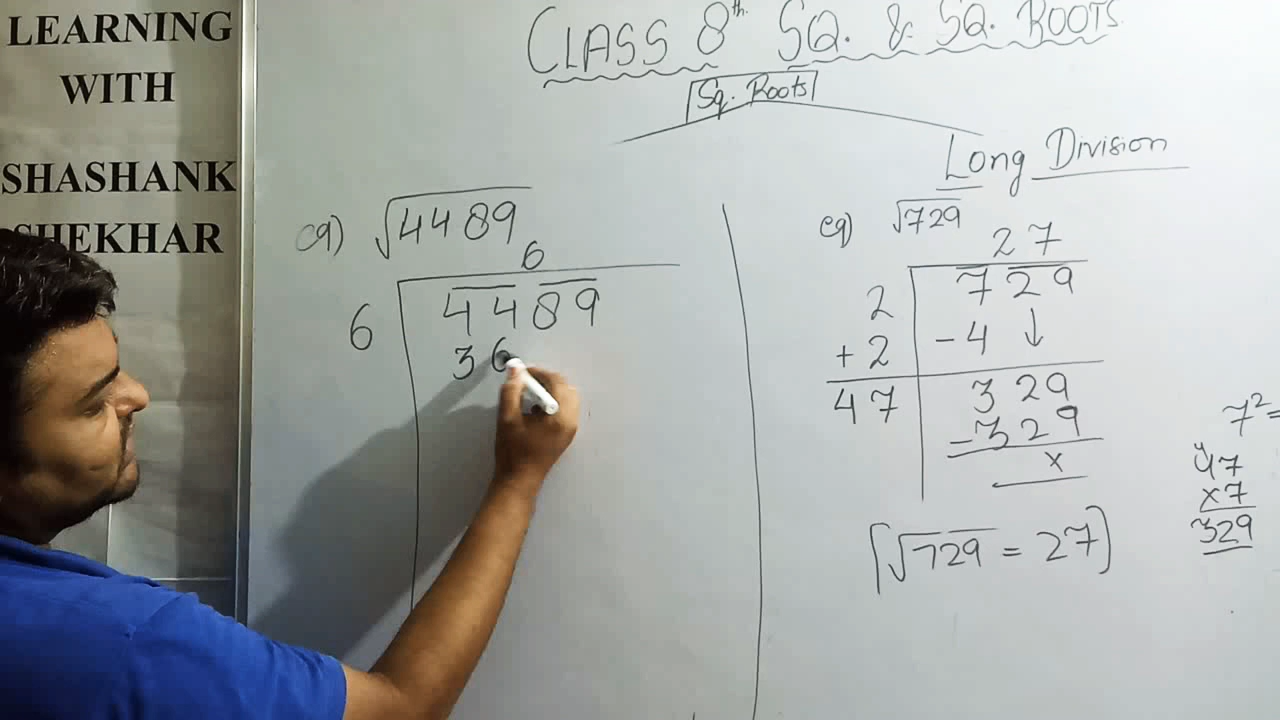 LEARNING
WITH
SHASHANK
SHEKHAR
CLASS 8th SQ. & SQ. ROOTS
Sq. Roots
Long Division
eg) √4489
6
6 4489
36
eg) √729
27
2 729
+2 -4 ↓
47 329
-329
x
[√729 = 27]
7² =
4
47
x7
329